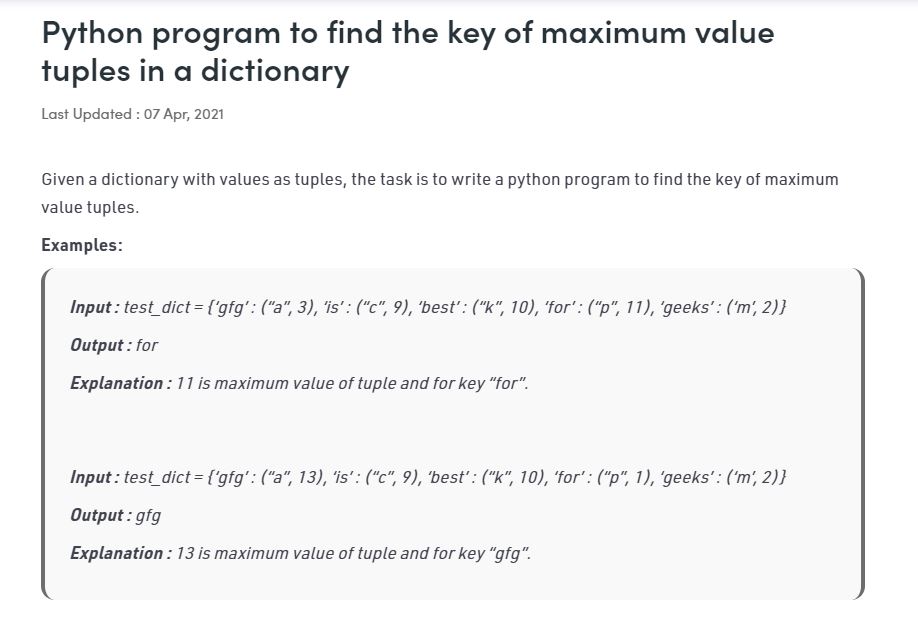 Python program to find the key of maximum value
tuples in a dictionary
Last Updated : 07 Apr, 2021
Given a dictionary with values as tuples, the task is to write a python program to find the key of maximum
value tuples.
Examples:
Input : test_dict = {‘gfg’ : (“a”, 3), ‘is’ : (“c”, 9), ‘best’ : (“k”, 10), ‘for’ : (“p”, 11), ‘geeks’ : (‘m’, 2)}
Output : for
Explanation : 11 is maximum value of tuple and for key “for”.
Input : test_dict = {‘gfg’ : (“a”, 13), ‘is’ : (“c”, 9), ‘best’ : (“k”, 10), ‘for’ : (“p”, 1), ‘geeks’ : (‘m’, 2)}
Output : gfg
Explanation : 13 is maximum value of tuple and for key “gfg”.